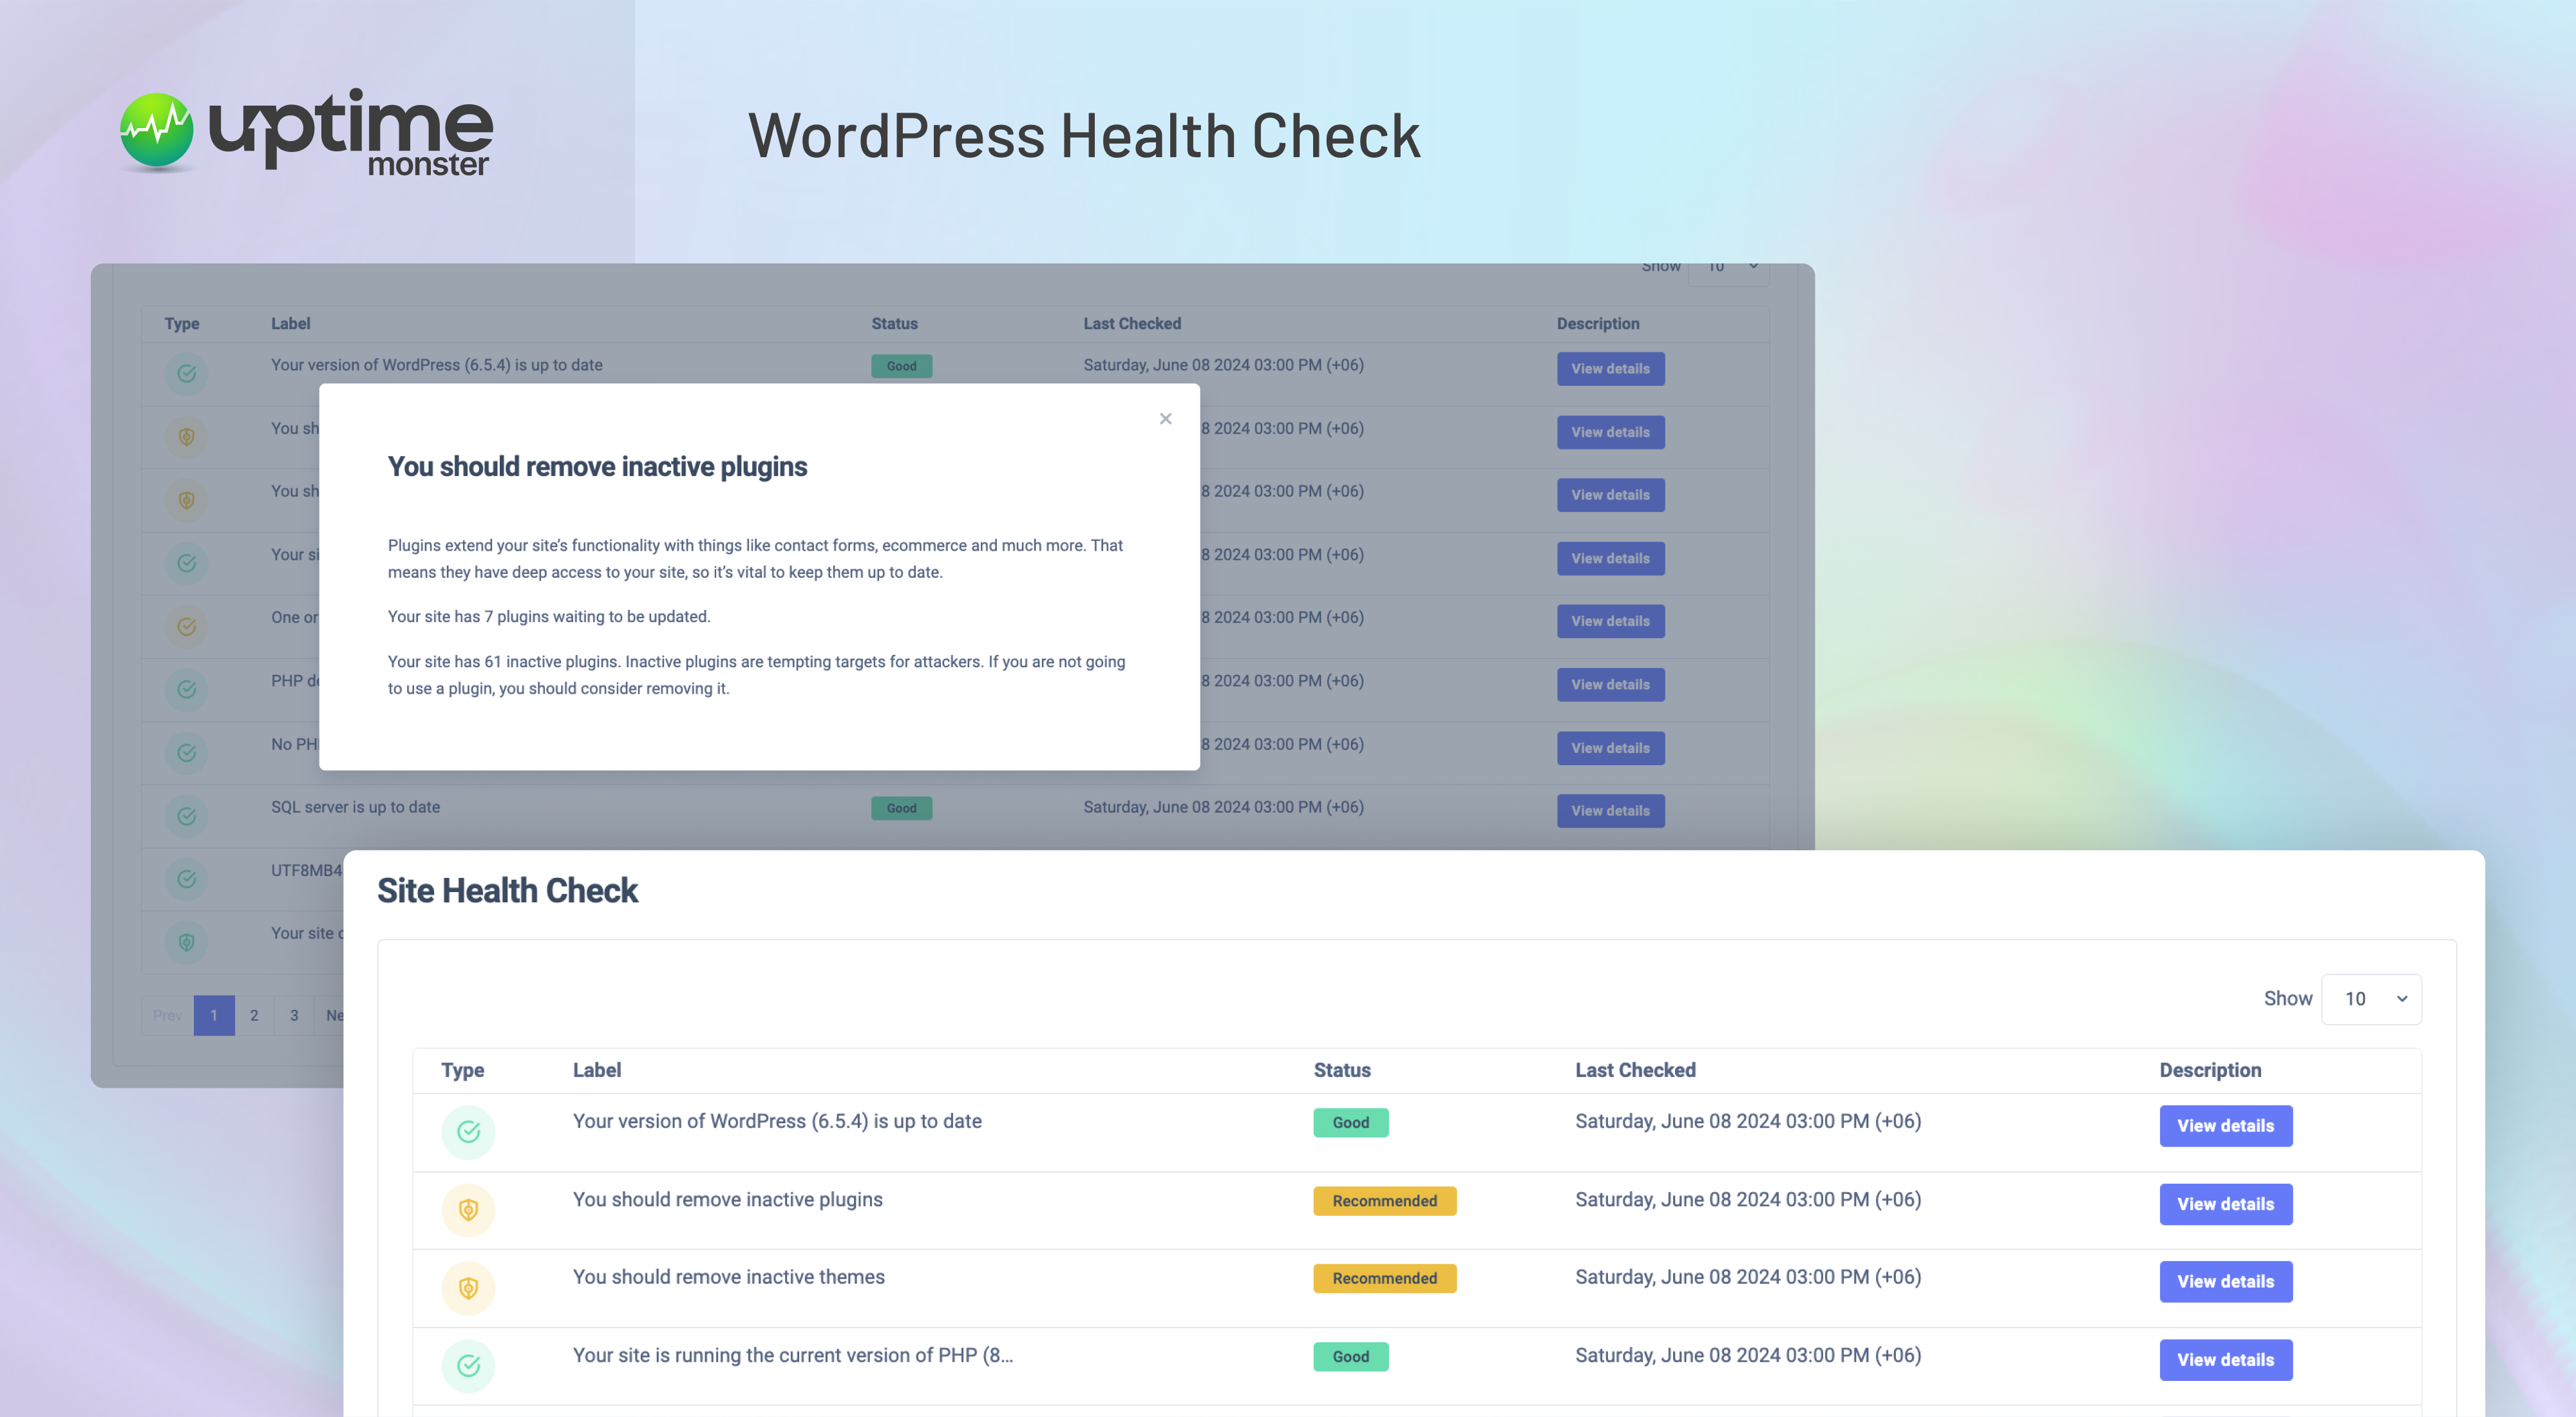 uptime
monster
WordPress Health Check
Show 10
Type Label Status Last Checked Description
Your version of WordPress (6.5.4) is up to date Good Saturday, June 08 2024 03:00 PM (+06) View details
You sh 8 2024 03:00 PM (+06) View details
You sh 8 2024 03:00 PM (+06) View details
Your si 8 2024 03:00 PM (+06) View details
One or 8 2024 03:00 PM (+06) View details
PHP de 8 2024 03:00 PM (+06) View details
No PH 8 2024 03:00 PM (+06) View details
SQL server is up to date Good Saturday, June 08 2024 03:00 PM (+06) View details
UTF8MB4
Your site
Prev 1 2 3 Ne
×
You should remove inactive plugins
Plugins extend your site’s functionality with things like contact forms, ecommerce and much more. That
means they have deep access to your site, so it’s vital to keep them up to date.
Your site has 7 plugins waiting to be updated.
Your site has 61 inactive plugins. Inactive plugins are tempting targets for attackers. If you are not going
to use a plugin, you should consider removing it.
Site Health Check
Show 10
Type Label Status Last Checked Description
Your version of WordPress (6.5.4) is up to date Good Saturday, June 08 2024 03:00 PM (+06) View details
You should remove inactive plugins Recommended Saturday, June 08 2024 03:00 PM (+06) View details
You should remove inactive themes Recommended Saturday, June 08 2024 03:00 PM (+06) View details
Your site is running the current version of PHP (8... Good Saturday, June 08 2024 03:00 PM (+06) View details